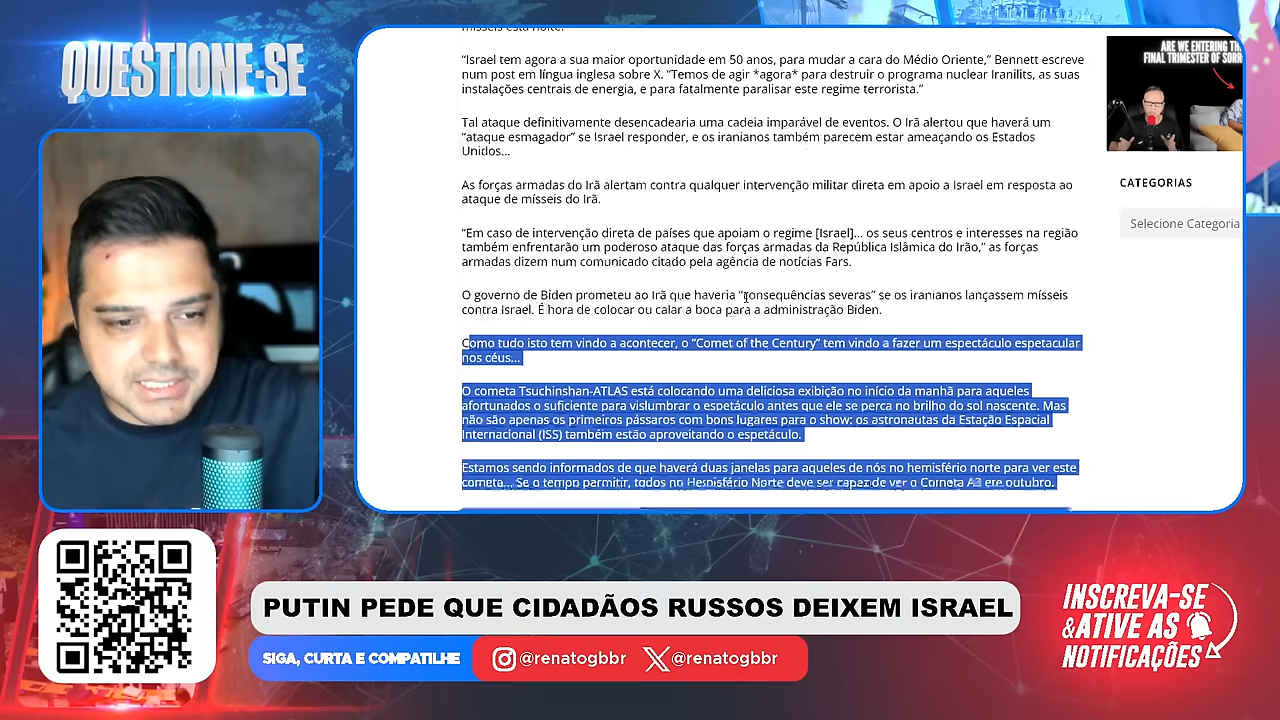 QUESTIONE-SE
mísseis esta noite.
“Israel tem agora a sua maior oportunidade em 50 anos, para mudar a cara do Médio Oriente,” Bennett escreve
num post em língua inglesa sobre X. “Temos de agir *agora* para destruir o programa nuclear Iranilits, as suas
instalações centrais de energia, e para fatalmente paralisar este regime terrorista.”
Tal ataque definitivamente desencadearia uma cadeia imparável de eventos. O Irã alertou que haverá um
“ataque esmagador” se Israel responder, e os iranianos também parecem estar ameaçando os Estados
Unidos...
As forças armadas do Irã alertam contra qualquer intervenção militar direta em apoio a Israel em resposta ao
ataque de mísseis do Irã.
“Em caso de intervenção direta de países que apoiam o regime [Israel]... os seus centros e interesses na região
também enfrentarão um poderoso ataque das forças armadas da República Islâmica do Irão,” as forças
armadas dizem num comunicado citado pela agência de notícias Fars.
O governo de Biden prometeu ao Irã que haveria “consequências severas” se os iranianos lançassem mísseis
contra Israel. É hora de colocar ou calar a boca para a administração Biden.
Como tudo isto tem vindo a acontecer, o “Comet of the Century” tem vindo a fazer um espectáculo espetacular
nos céus...
O cometa Tsuchinshan-ATLAS está colocando uma deliciosa exibição no início da manhã para aqueles
afortunados o suficiente para vislumbrar o espetáculo antes que ele se perca no brilho do sol nascente. Mas
não são apenas os primeiros pássaros com bons lugares para o show: os astronautas da Estação Espacial
Internacional (ISS) também estão aproveitando o espetáculo.
Estamos sendo informados de que haverá duas janelas para aqueles de nós no hemisfério norte para ver este
cometa... Se o tempo permitir, todos no Hemisfério Norte deve ser capaz de ver o Cometa A3 ere outubro.
ARE WE ENTERING TH
FINAL TRIMESTER OF SORR
CATEGORIAS
Selecione Categoria
PUTIN PEDE QUE CIDADÃOS RUSSOS DEIXEM ISRAEL
SIGA, CURTA E COMPATILHE
@renatogbbr
@renatogbbr
INSCREVA-SE
&ATIVE AS
NOTIFICAÇÕES